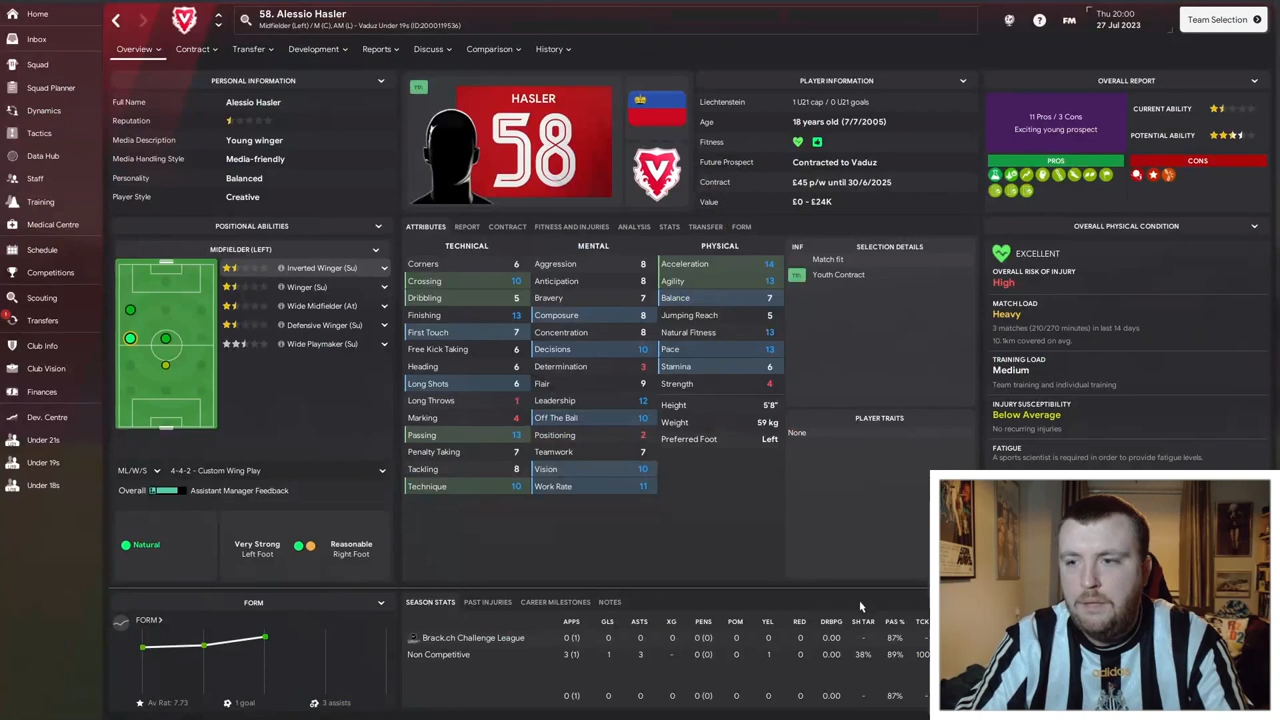 Home
Inbox
Squad
Squad Planner
Dynamics
Tactics
Data Hub
Staff
Training
Medical Centre
Schedule
Competitions
Scouting
Transfers
Club Info
Club Vision
Finances
Dev. Centre
Under 21s
Under 19s
Under 18s
58. Alessio Hasler
Midfielder (Left) / M (C), AM (L) - Vaduz Under 19s (ID:2000119536)
FM
Thu 20:00
27 Jul 2023
Team Selection
Overview Contract Transfer Development Reports Discuss Comparison History
PERSONAL INFORMATION
Full Name Alessio Hasler
Reputation
Media Description Young winger
Media Handling Style Media-friendly
Personality Balanced
Player Style Creative
POSITIONAL ABILITIES
MIDFIELDER (LEFT)
Inverted Winger (Su)
Winger (Su)
Wide Midfielder (At)
Defensive Winger (Su)
Wide Playmaker (Su)
ML/W/S 4-4-2 - Custom Wing Play
Overall Assistant Manager Feedback
Natural
Very Strong Reasonable
Left Foot Right Foot
FORM
FORM
Av Rat: 7.73 1 goal 3 assists
HASLER
58
PLAYER INFORMATION
Liechtenstein 1 U21 cap / 0 U21 goals
Age 18 years old (7/7/2005)
Fitness
Future Prospect Contracted to Vaduz
Contract £45 p/w until 30/6/2025
Value £0 - £24K
ATTRIBUTES REPORT CONTRACT FITNESS AND INJURIES ANALYSIS STATS TRANSFER FORM
TECHNICAL
Corners 6
Crossing 10
Dribbling 5
Finishing 13
First Touch 7
Free Kick Taking 6
Heading 6
Long Shots 6
Long Throws 1
Marking 4
Passing 13
Penalty Taking 7
Tackling 8
Technique 10
MENTAL
Aggression 8
Anticipation 8
Bravery 7
Composure 8
Concentration 8
Decisions 10
Determination 3
Flair 9
Leadership 12
Off The Ball 10
Positioning 2
Teamwork 7
Vision 10
Work Rate 11
PHYSICAL
Acceleration 14
Agility 13
Balance 7
Jumping Reach 5
Natural Fitness 13
Pace 13
Stamina 6
Strength 4
Height 5'8"
Weight 59 kg
Preferred Foot Left
INF SELECTION DETAILS
Match fit
Youth Contract
PLAYER TRAITS
None
OVERALL REPORT
11 Pros / 3 Cons
Exciting young prospect
CURRENT ABILITY
POTENTIAL ABILITY
PROS CONS
OVERALL PHYSICAL CONDITION
EXCELLENT
OVERALL RISK OF INJURY
High
MATCH LOAD
Heavy
3 matches (210/270 minutes) in last 14 days
10.1km covered on avg.
TRAINING LOAD
Medium
Team training and individual training
INJURY SUSCEPTIBILITY
Below Average
No recurring injuries
FATIGUE
A sports scientist is required in order to provide fatigue levels.
SEASON STATS PAST INJURIES CAREER MILESTONES NOTES
APPS GLS ASTS XG PENS POM YEL RED DRBPG SH TAR PAS % TCK
Brack.ch Challenge League 0 (1) 0 0 - 0 (0) 0 0 0 0.00 - 87% -
Non Competitive 3 (1) 1 3 - 0 (0) 0 1 0 0.00 38% 89% 100
0 (1) 0 0 - 0 (0) 0 0 0 0.00 - 87% -
adidas